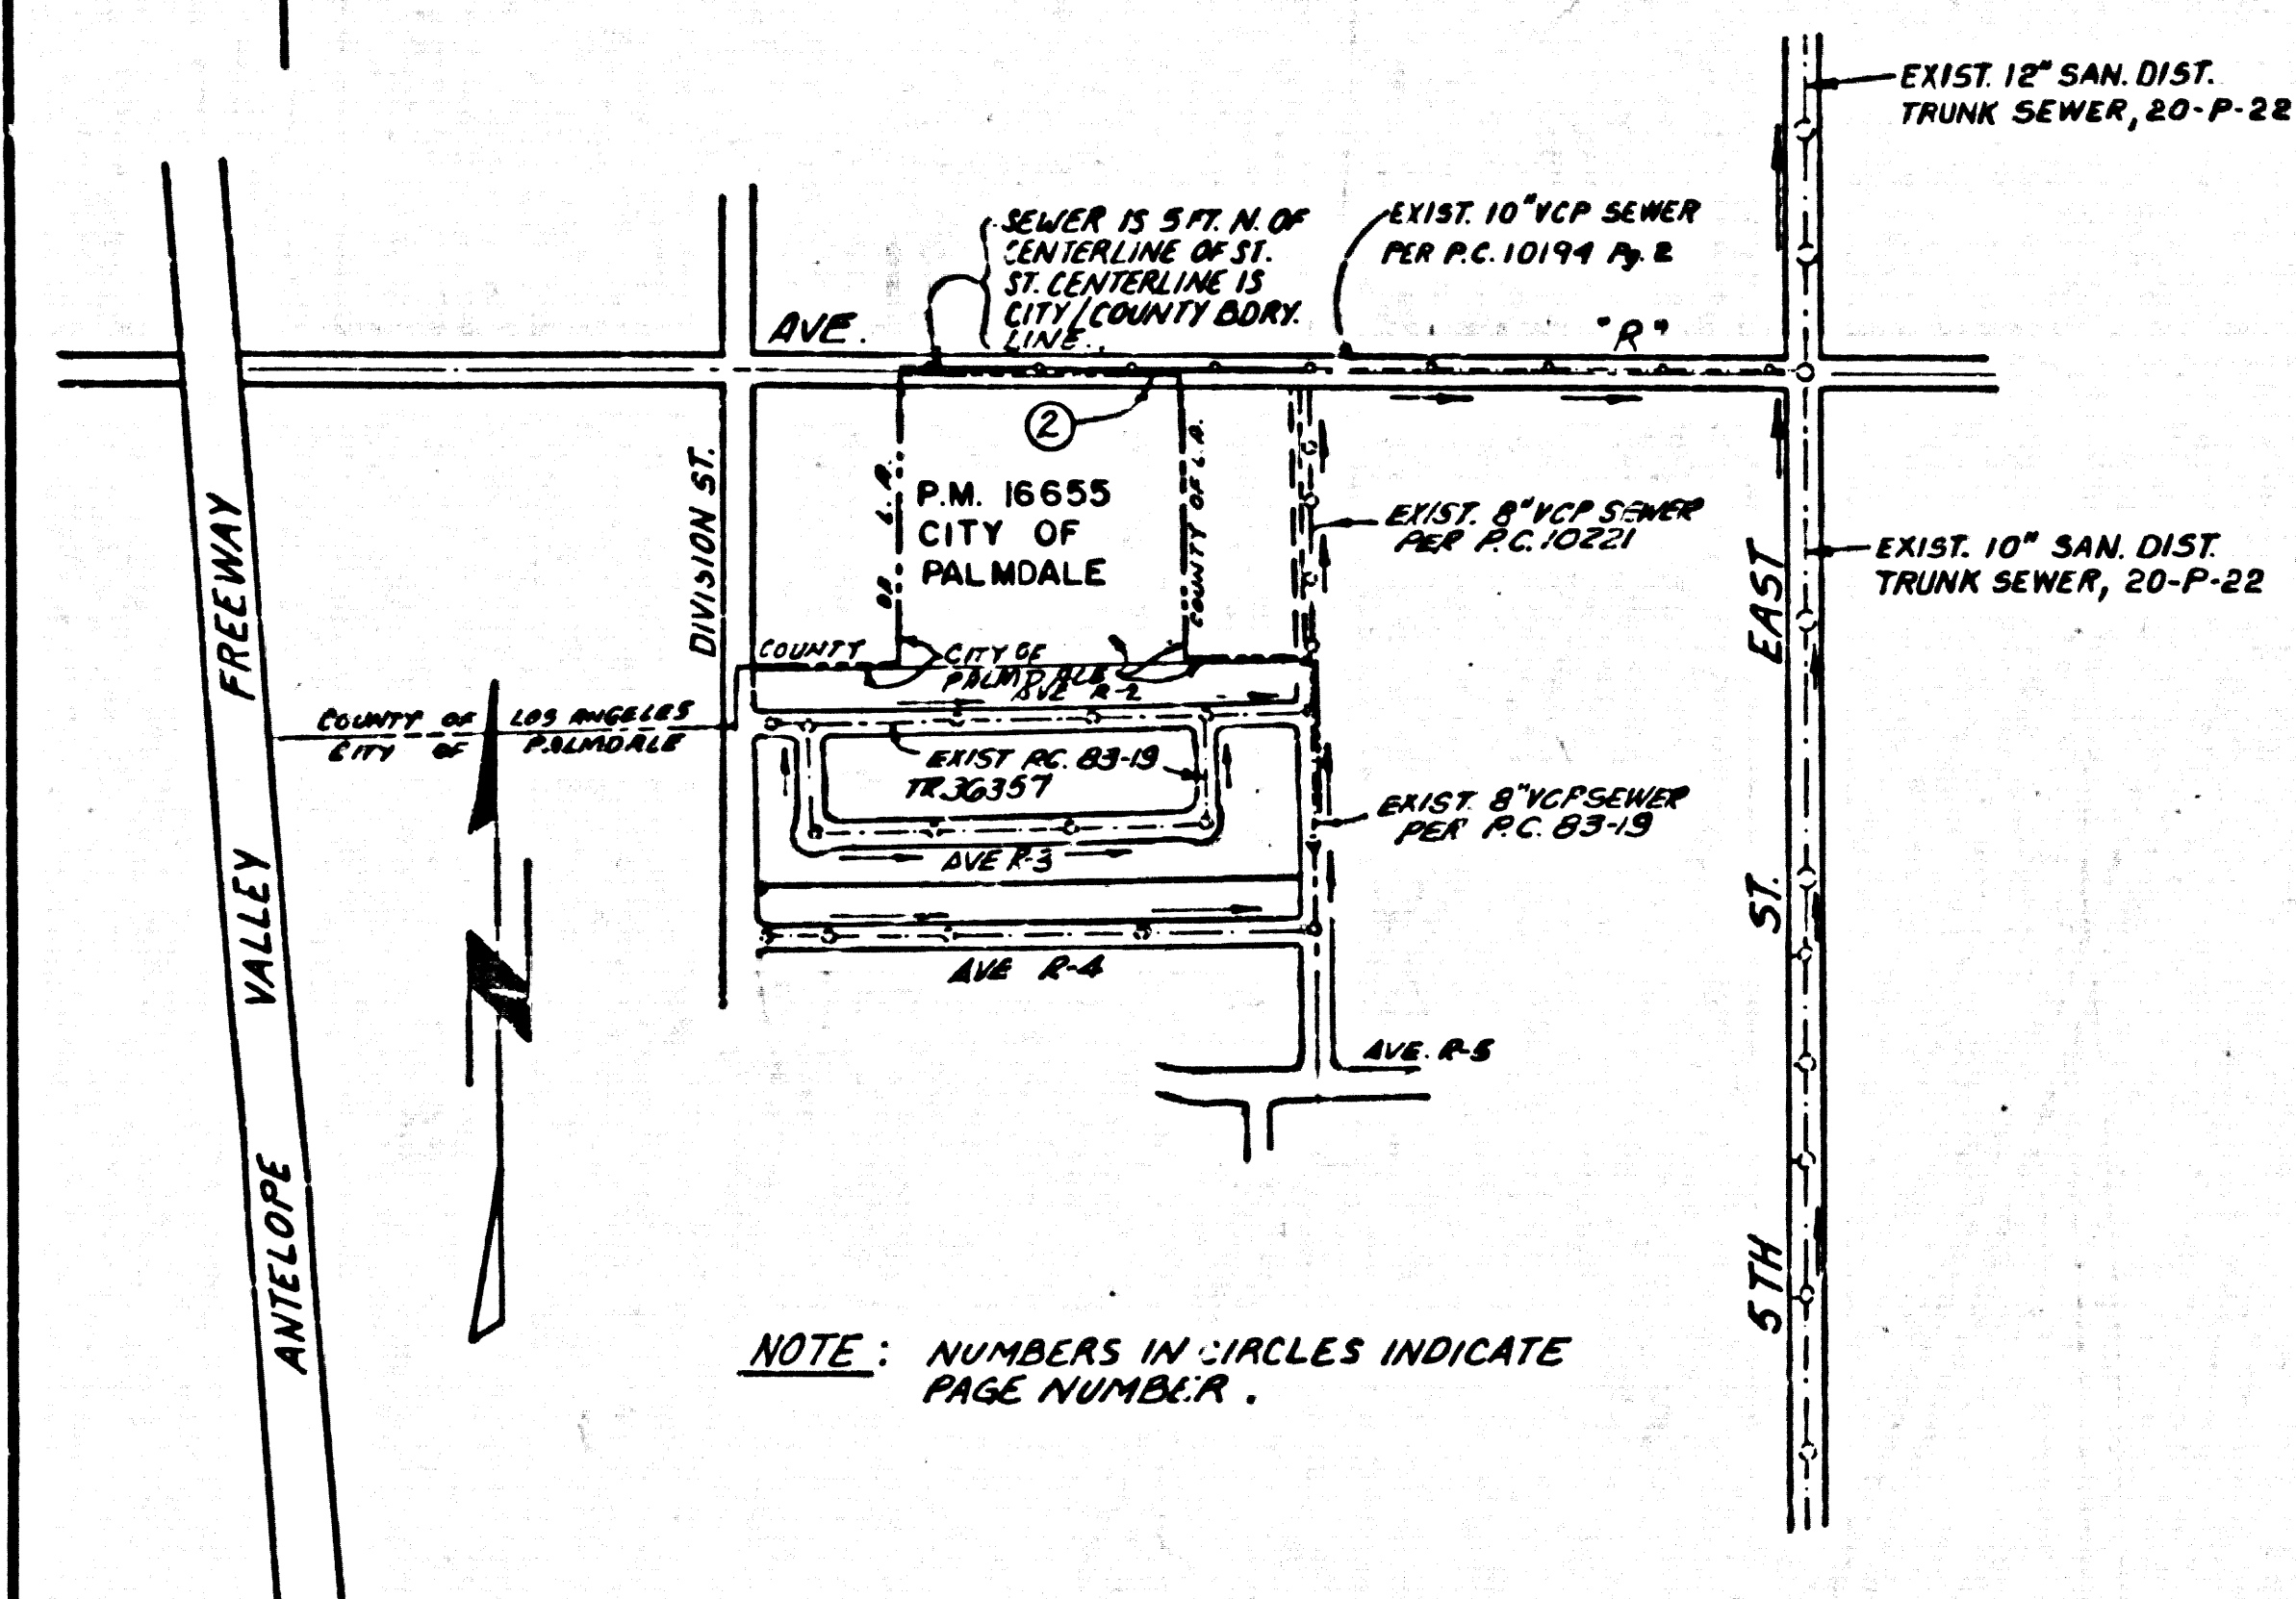 EXIST. 12" SAN. DIST.
TRUNK SEWER, 20-P-22
SEWER IS 5 FT. N. OF
CENTERLINE OF ST.
ST. CENTERLINE IS
CITY/COUNTY BDRY.
LINE.
EXIST. 10" VCP SEWER
PER P.C. 10194 Pg. 2
AVE.
"R"
2
DIVISION ST.
OF L.A.
P.M. 16655
CITY OF
PALMDALE
COUNTY OF L.A.
EXIST. 8" VCP SEWER
PER P.C. 10221
EXIST. 10" SAN. DIST.
TRUNK SEWER, 20-P-22
COUNTY
CITY OF
PALMDALE
AVE R-2
COUNTY OF LOS ANGELES
CITY OF PALMDALE
EXIST P.C. 83-19
TR 36357
AVE R-3
EXIST. 8" VCP SEWER
PER P.C. 83-19
AVE R-4
AVE. R-5
ANTELOPE VALLEY FREEWAY
N
5TH ST. EAST
NOTE: NUMBERS IN CIRCLES INDICATE
PAGE NUMBER.